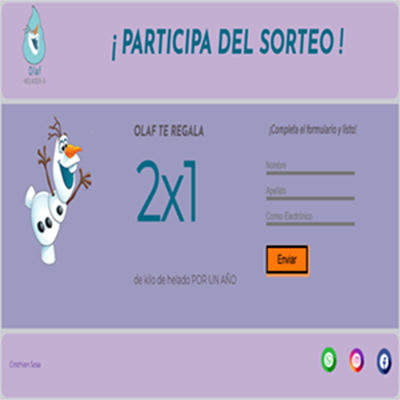 Olaf
HELADERIA
¡ PARTICIPA DEL SORTEO !
OLAF TE REGALA
2x1
de kilo de helado POR UN AÑO
¡Completa el formulario y listo!
Nombre
Apellido
Correo Electrónico
Enviar
Cristhian Sosa